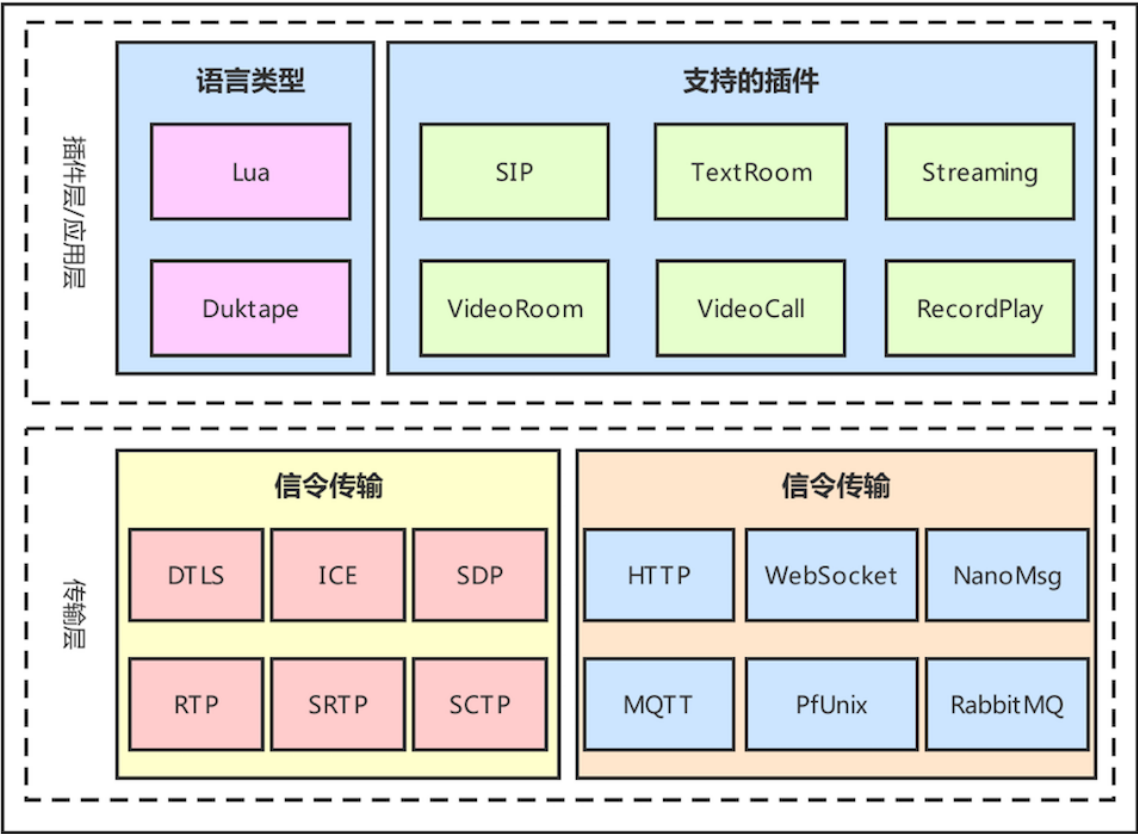 插件层/应用层
语言类型
Lua
Duktape
支持的插件
SIP
TextRoom
Streaming
VideoRoom
VideoCall
RecordPlay
传输层
信令传输
DTLS
ICE
SDP
RTP
SRTP
SCTP
信令传输
HTTP
WebSocket
NanoMsg
MQTT
PfUnix
RabbitMQ